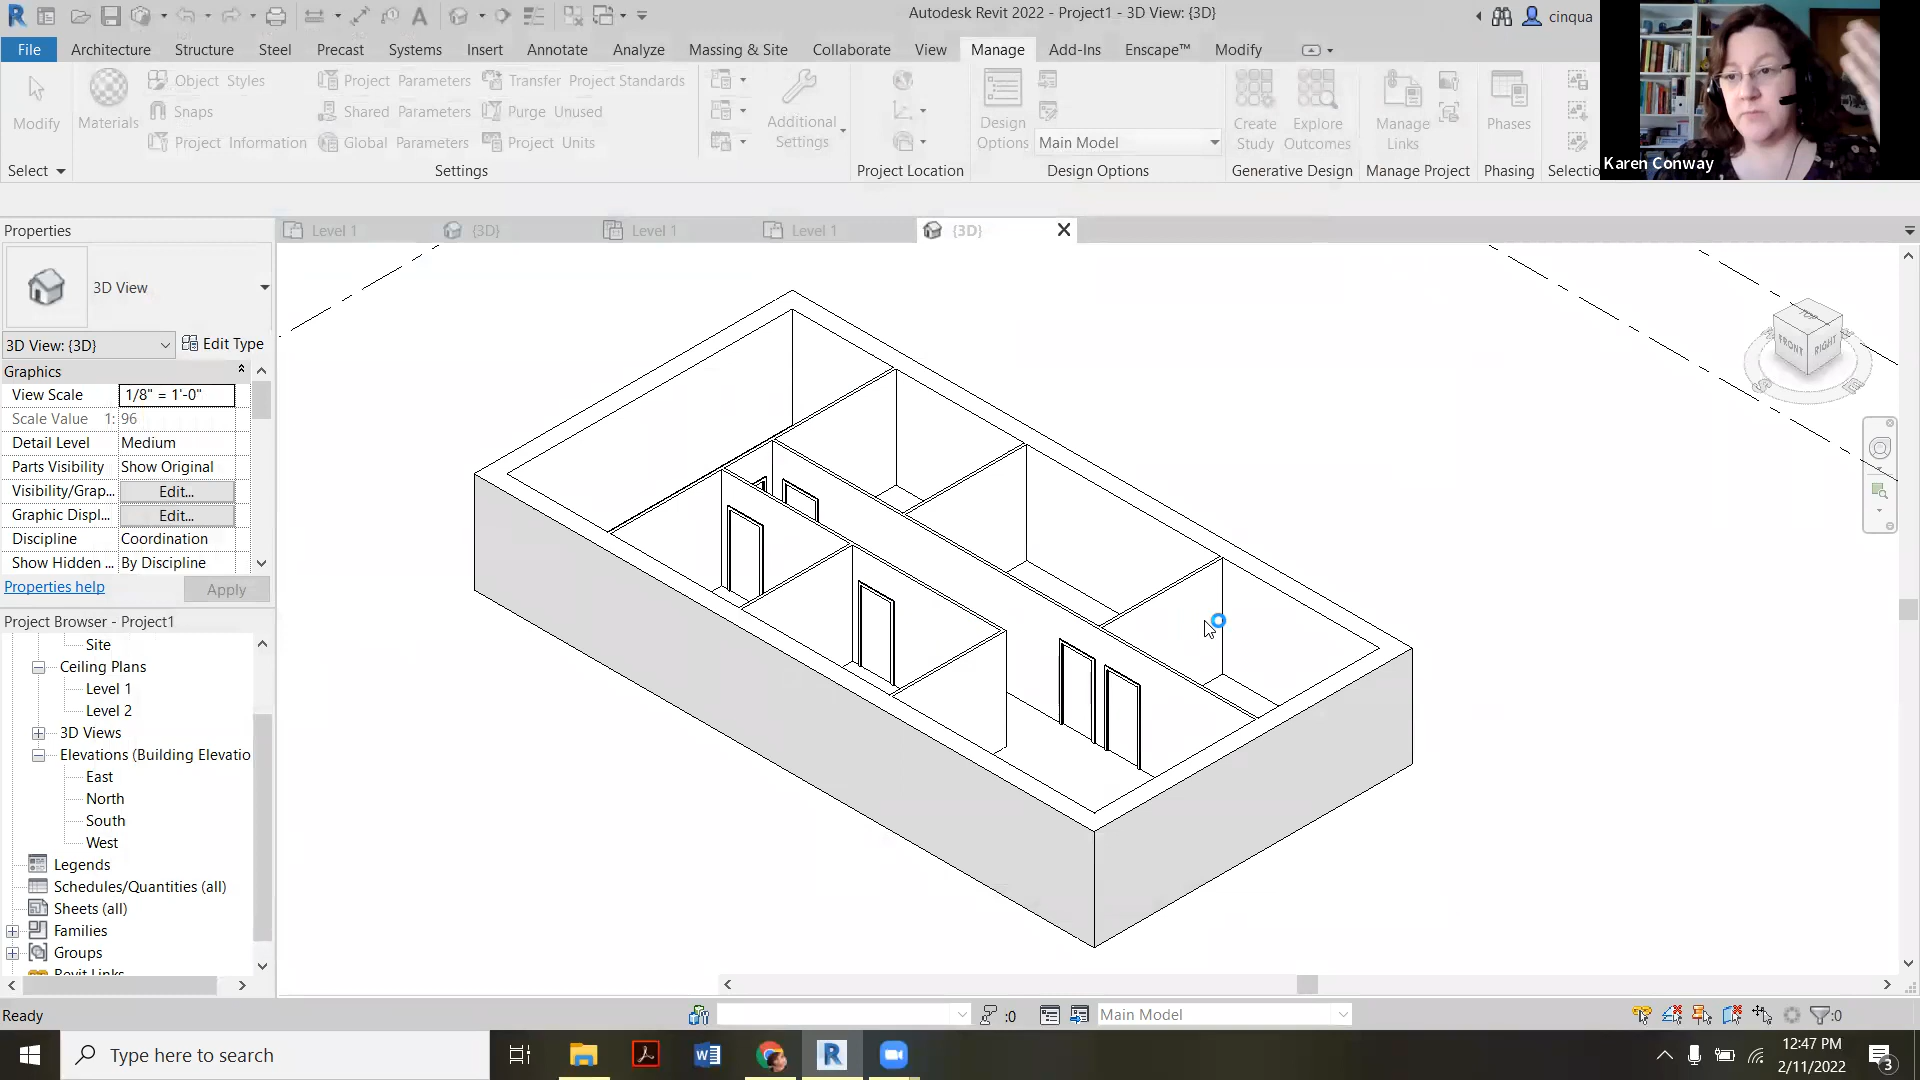 Autodesk Revit 2022 - Project1 - 3D View: {3D}
cinqua
File Architecture Structure Steel Precast Systems Insert Annotate Analyze Massing & Site Collaborate View Manage Add-Ins Enscape™ Modify
Modify
Materials
Object Styles
Snaps
Project Information
Project Parameters
Shared Parameters
Global Parameters
Transfer Project Standards
Purge Unused
Project Units
Additional Settings
Design Options
Main Model
Create Study
Explore Outcomes
Manage Links
Phases
Select Settings Project Location Design Options Generative Design Manage Project Phasing Selectio
Karen Conway
Properties
Level 1 {3D} Level 1 Level 1 {3D}
3D View
3D View: {3D} Edit Type
Graphics
View Scale 1/8" = 1'-0"
Scale Value 1: 96
Detail Level Medium
Parts Visibility Show Original
Visibility/Grap... Edit...
Graphic Displ... Edit...
Discipline Coordination
Show Hidden ... By Discipline
Properties help Apply
TOP
FRONT RIGHT
S E
Project Browser - Project1
Site
Ceiling Plans
Level 1
Level 2
3D Views
Elevations (Building Elevatio
East
North
South
West
Legends
Schedules/Quantities (all)
Sheets (all)
Families
Groups
Revit Links
Ready :0 Main Model :0
Type here to search
12:47 PM
2/11/2022
3